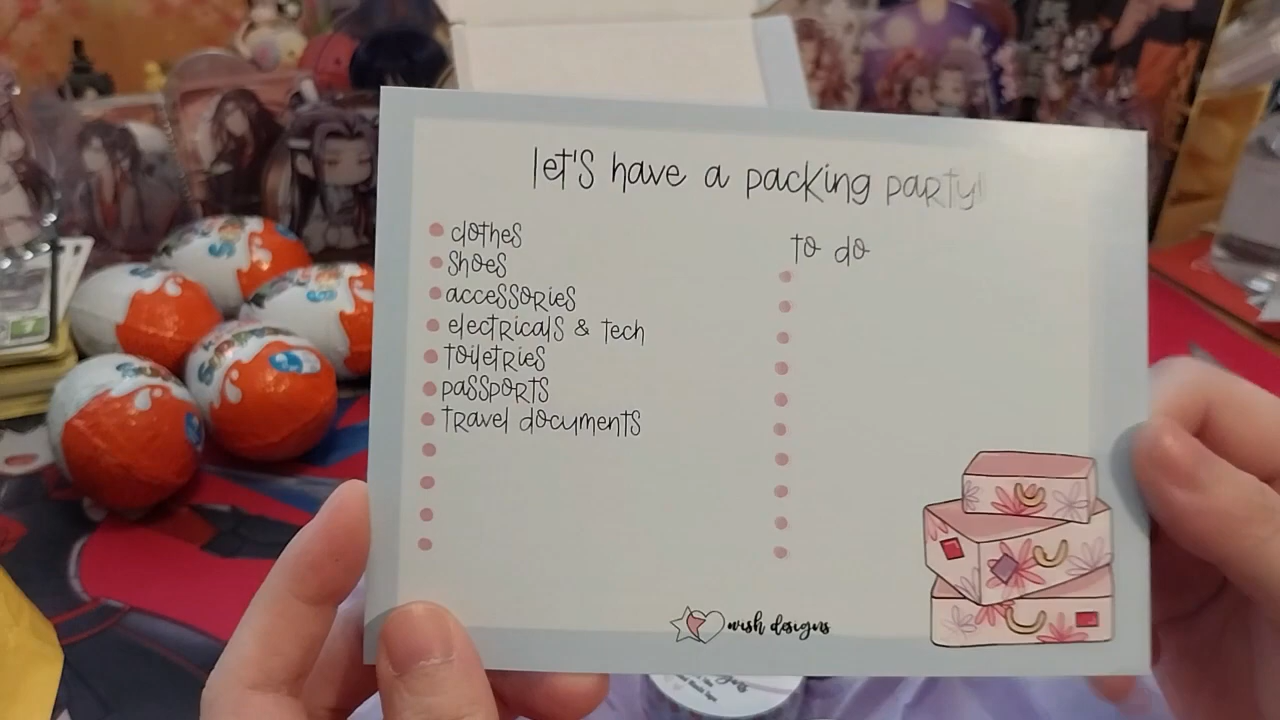 let's have a packing party!
clothes
shoes
accessories
electricals & tech
toiletries
passports
travel documents
to do
wish designs